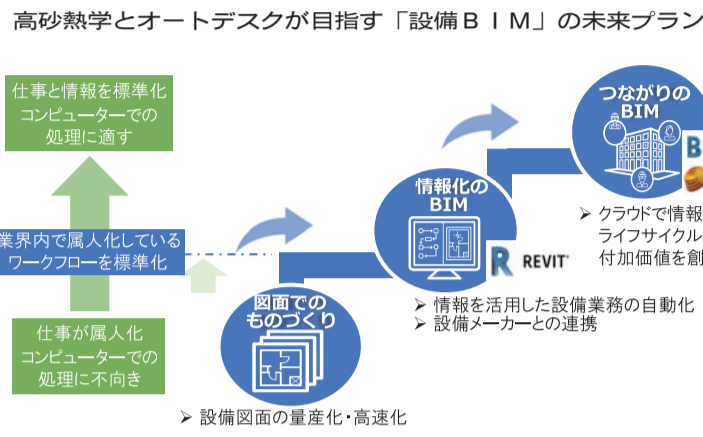 高砂熱学とオートデスクが目指す「設備ＢＩＭ」の未来プラン
仕事と情報を標準化
コンピューターでの
処理に適す
業界内で属人化している
ワークフローを標準化
仕事が属人化
コンピューターでの
処理に不向き
図面での
ものづくり
➢ 設備図面の量産化・高速化
情報化の
BIM
R REVIT
➢ 情報を活用した設備業務の自動化
➢ 設備メーカーとの連携
つながりの
BIM
B
➢ クラウドで情報
ライフサイクル
付加価値を創